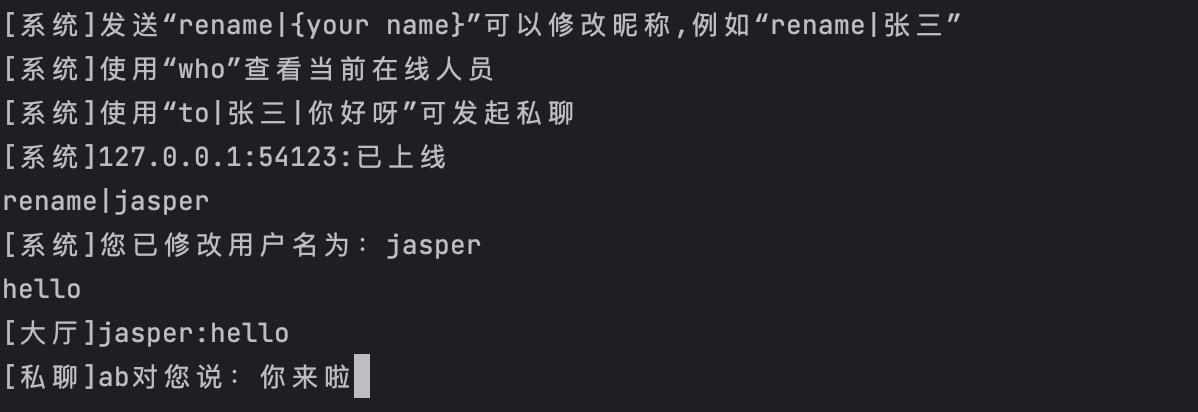 [系统]发送“rename|{your name}”可以修改昵称,例如“rename|张三”
[系统]使用“who”查看当前在线人员
[系统]使用“to|张三|你好呀”可发起私聊
[系统]127.0.0.1:54123:已上线
rename|jasper
[系统]您已修改用户名为：jasper
hello
[大厅]jasper:hello
[私聊]ab对您说：你来啦